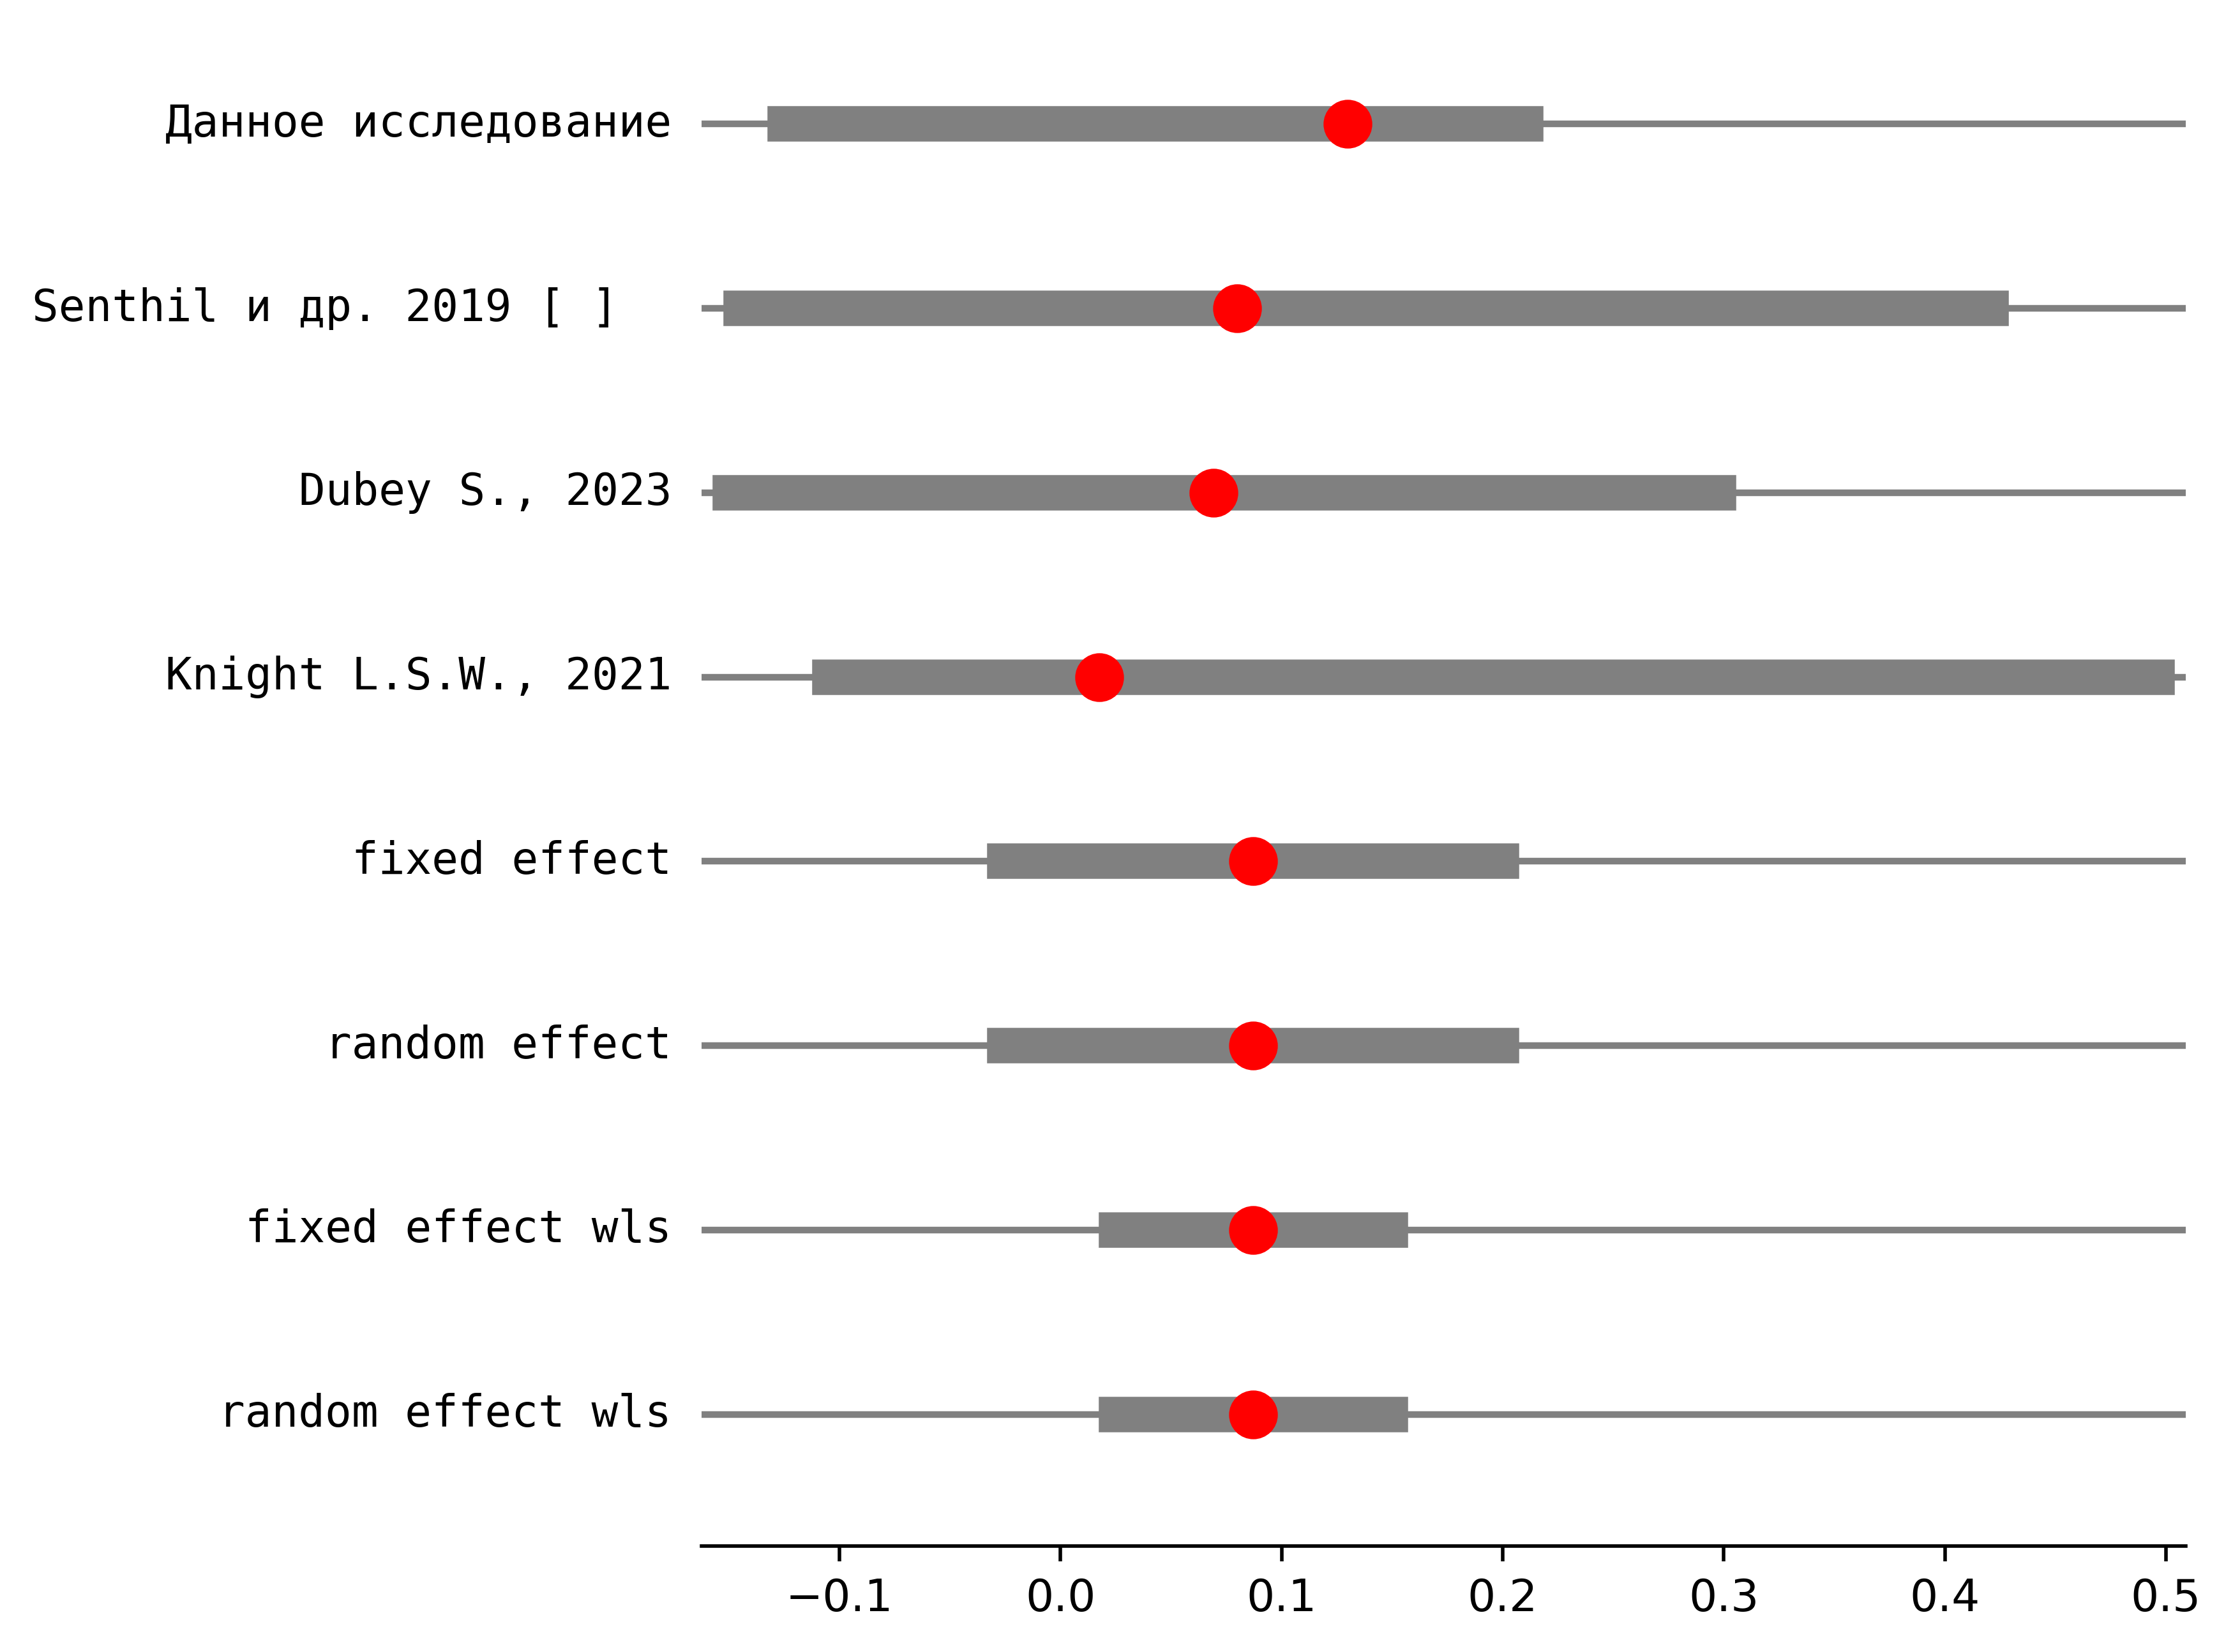 Данное исследование
Senthil и др. 2019 [ ]
Dubey S., 2023
Knight L.S.W., 2021
fixed effect
random effect
fixed effect wls
random effect wls
−0.1 0.0 0.1 0.2 0.3 0.4 0.5